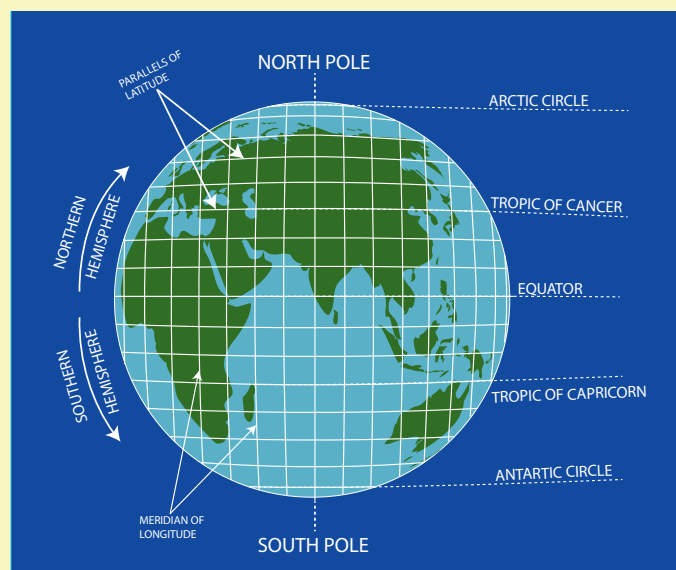 NORTH POLE
PARALLELS OF
LATITUDE
ARCTIC CIRCLE
TROPIC OF CANCER
NORTHERN
HEMISPHERE
EQUATOR
SOUTHERN
HEMISPHERE
TROPIC OF CAPRICORN
ANTARTIC CIRCLE
MERIDIAN OF
LONGITUDE
SOUTH POLE